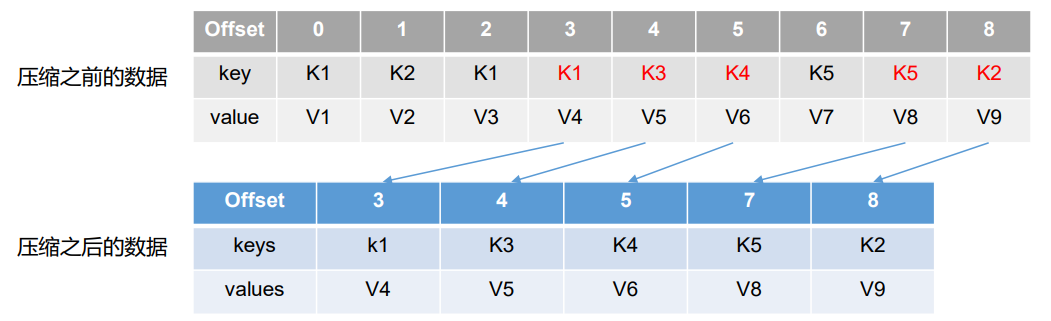 Offset 0 1 2 3 4 5 6 7 8
压缩之前的数据 key K1 K2 K1 K1 K3 K4 K5 K5 K2
value V1 V2 V3 V4 V5 V6 V7 V8 V9
Offset 3 4 5 7 8
压缩之后的数据 keys k1 K3 K4 K5 K2
values V4 V5 V6 V8 V9